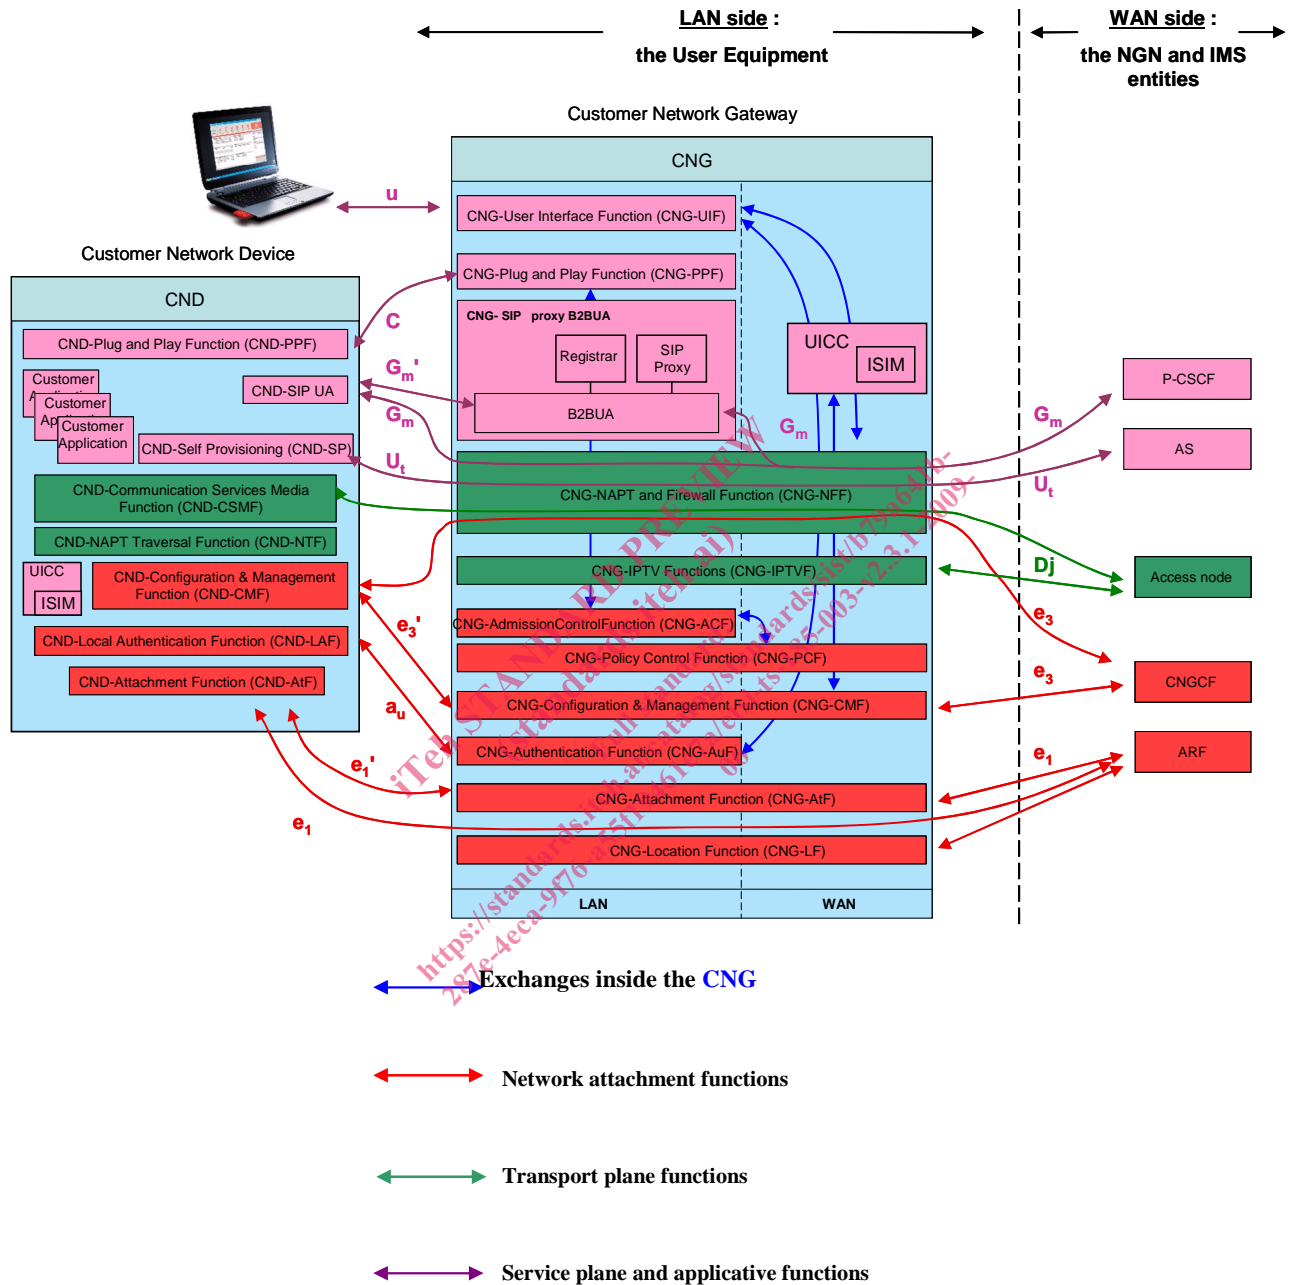 LAN side :
the User Equipment
WAN side :
the NGN and IMS
entities
Customer Network Gateway
CNG
u
CNG-User Interface Function (CNG-UIF)
Customer Network Device
CND
CNG-Plug and Play Function (CNG-PPF)
C
CND-Plug and Play Function (CND-PPF)
CNG- SIP proxy B2BUA
Registrar
SIP
Proxy
B2BUA
UICC
ISIM
Gm'
Gm
Customer
Customer
Customer
Application
CND-SIP UA
CND-Self Provisioning (CND-SP)
Ut
Gm
P-CSCF
Gm
AS
Ut
CND-Communication Services Media
Function (CND-CSMF)
CNG-NAPT and Firewall Function (CNG-NFF)
CND-NAPT Traversal Function (CND-NTF)
UICC
ISIM
CND-Configuration & Management
Function (CND-CMF)
CNG-IPTV Functions (CNG-IPTVF)
Dj
Access node
CND-Local Authentication Function (CND-LAF)
e3'
CNG-AdmissionControlFunction (CNG-ACF)
e3
CNG-Policy Control Function (CNG-PCF)
CND-Attachment Function (CND-AtF)
e3
CNGCF
au
CNG-Configuration & Management Function (CNG-CMF)
CNG-Authentication Function (CNG-AuF)
e1'
e1
ARF
CNG-Attachment Function (CNG-AtF)
e1
CNG-Location Function (CNG-LF)
LAN
WAN
iTeh STANDARD PREVIEW
(standards.iteh.ai)
Exchanges inside the CNG
Network attachment functions
Transport plane functions
Service plane and applicative functions